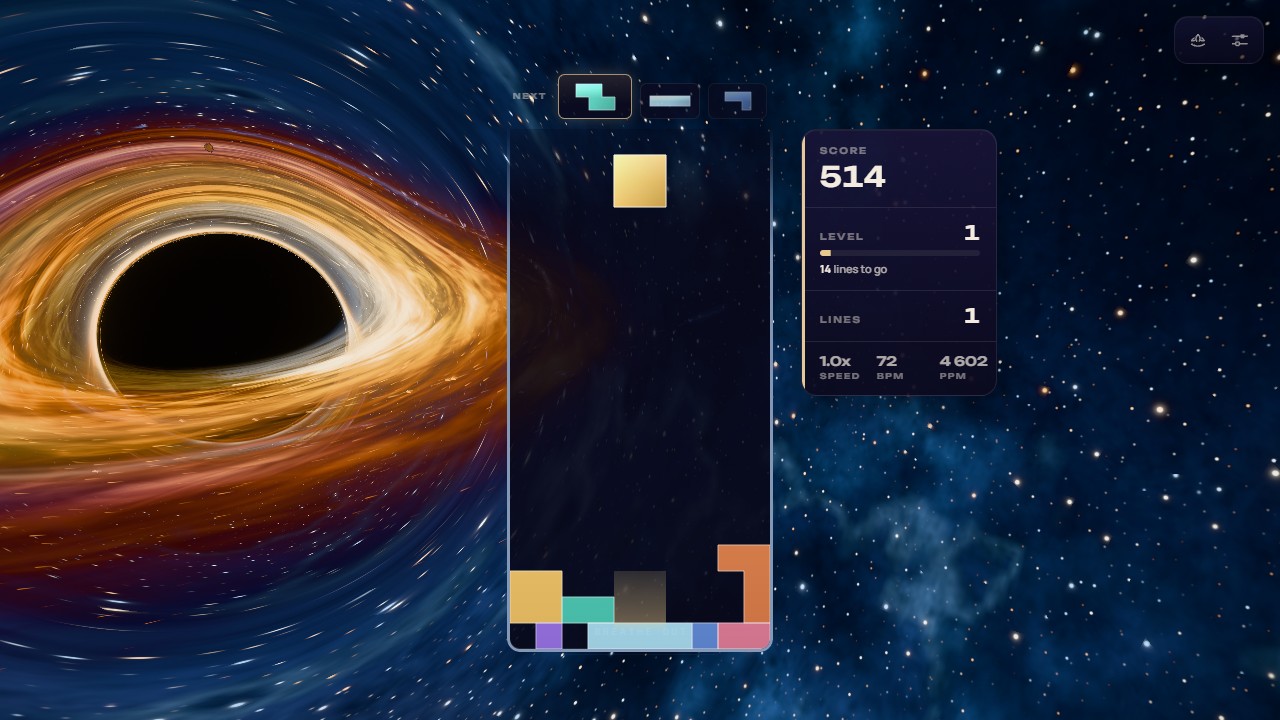 NEXT
SCORE
514
LEVEL 1
14 lines to go
LINES 1
1.0x 72 4 602
SPEED BPM PPM